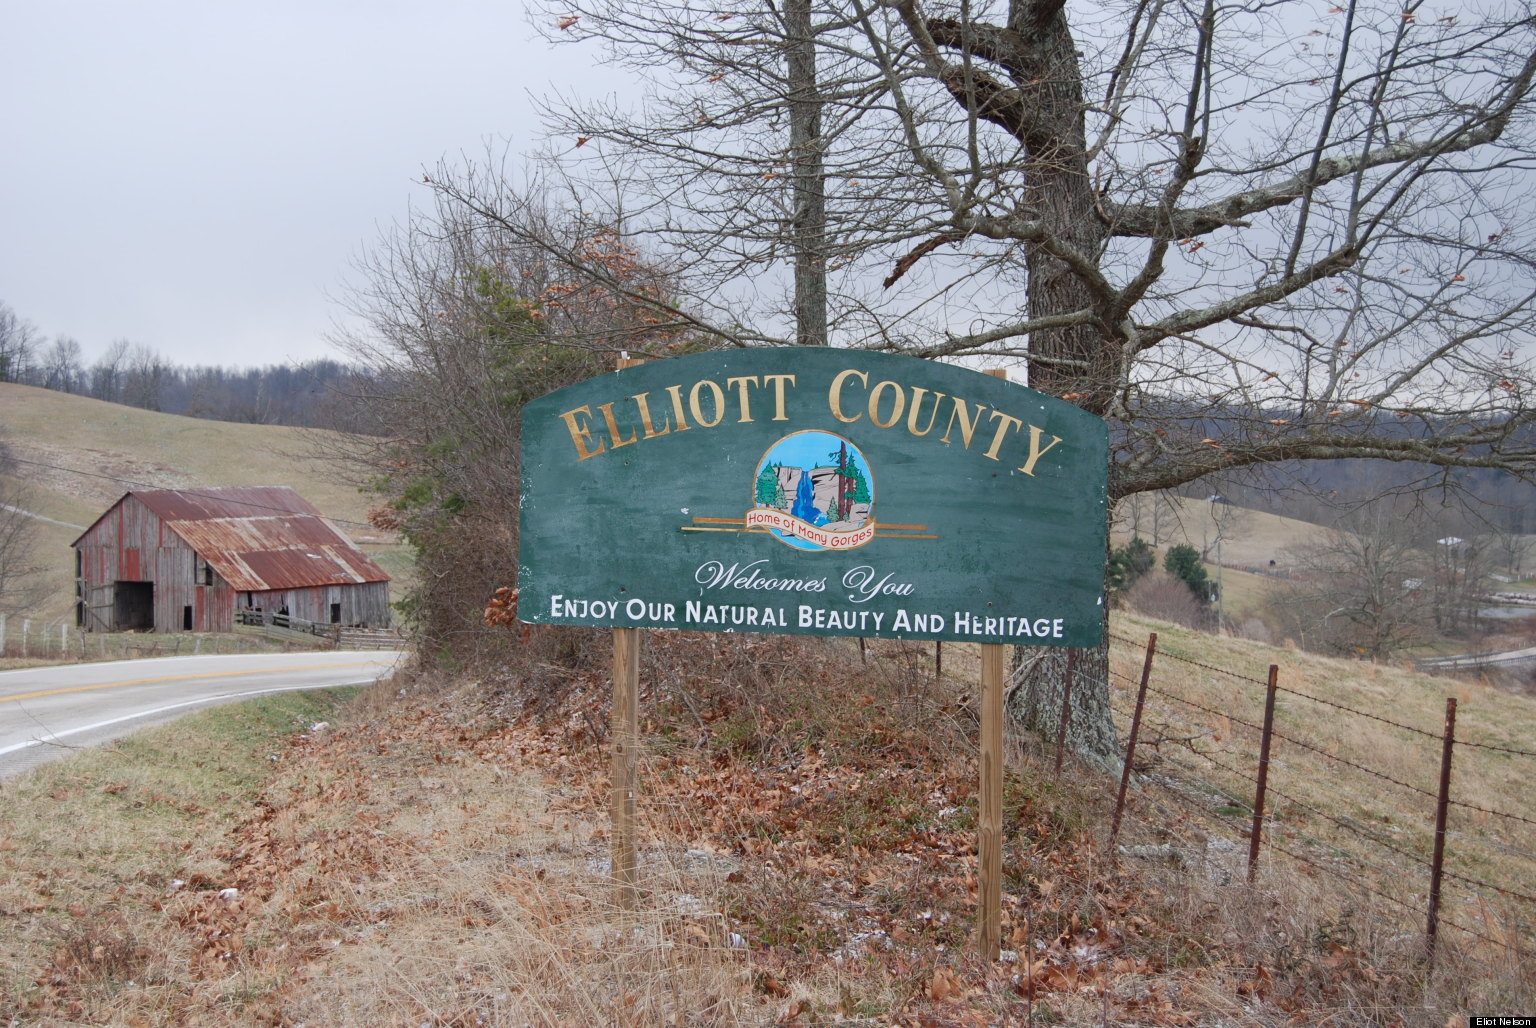 Elliott County
Home of Many Gorges
Welcomes You
Enjoy Our Natural Beauty And Heritage
Eliot Nelson